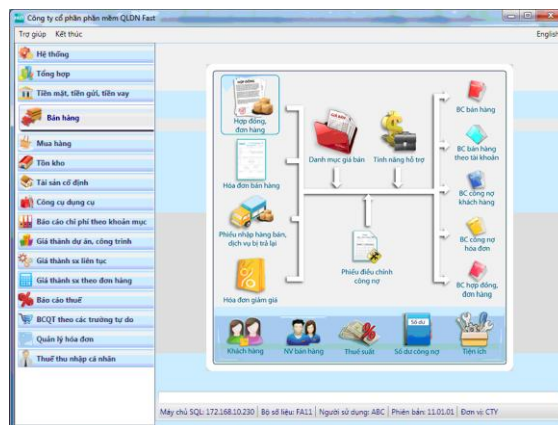 Công ty cổ phần phần mềm QLDN Fast
Trợ giúp Kết thúc English
Hệ thống
Tổng hợp
Tiền mặt, tiền gửi, tiền vay
Bán hàng
Mua hàng
Tồn kho
Tài sản cố định
Công cụ dụng cụ
Báo cáo chi phí theo khoản mục
Giá thành dự án, công trình
Giá thành sx liên tục
Giá thành sx theo đơn hàng
Báo cáo thuế
BCQT theo các trường tự do
Quản lý hóa đơn
Thuế thu nhập cá nhân
HỢP ĐỒNG
Hợp đồng,
đơn hàng
Hóa đơn bán hàng
Phiếu nhập hàng bán,
dịch vụ bị trả lại
Hóa đơn giảm giá
GIÁ BÁN
Danh mục giá bán
Tính năng hỗ trợ
Phiếu điều chỉnh
công nợ
BC bán hàng
BC bán hàng
theo tài khoản
BC công nợ
khách hàng
BC công nợ
hóa đơn
BC hợp đồng,
đơn hàng
Khách hàng
NV bán hàng
Thuế suất
Số dư
Số dư công nợ
Tiện ích
Máy chủ SQL: 172.168.10.230 | Bộ số liệu: FA11 | Người sử dụng: ABC | Phiên bản: 11.01.01 | Đơn vị: CTY